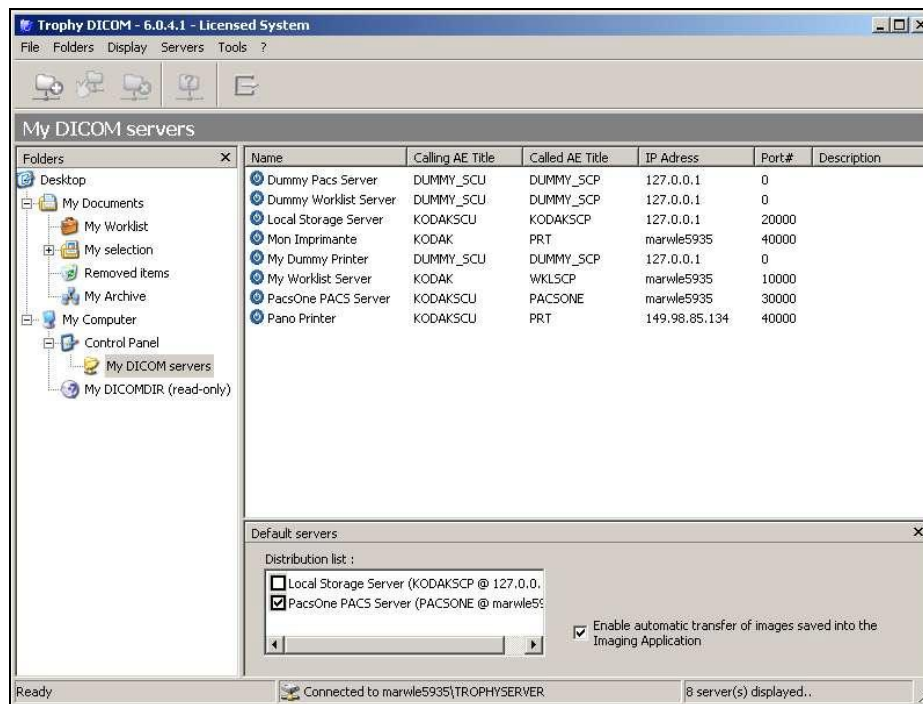 Trophy DICOM - 6.0.4.1 - Licensed System
File Folders Display Servers Tools ?
My DICOM servers
Folders
Desktop
My Documents
My Worklist
My selection
Removed items
My Archive
My Computer
Control Panel
My DICOM servers
My DICOMDIR (read-only)
Name Calling AE Title Called AE Title IP Adress Port# Description
Dummy Pacs Server DUMMY_SCU DUMMY_SCP 127.0.0.1 0
Dummy Worklist Server DUMMY_SCU DUMMY_SCP 127.0.0.1 0
Local Storage Server KODAKSCU KODAKSCP 127.0.0.1 20000
Mon Imprimante KODAK PRT marwle5935 40000
My Dummy Printer DUMMY_SCU DUMMY_SCP 127.0.0.1 0
My Worklist Server KODAK WKLSCP marwle5935 10000
PacsOne PACS Server KODAKSCU PACSONE marwle5935 30000
Pano Printer KODAKSCU PRT 149.98.85.134 40000
Default servers
Distribution list :
Local Storage Server (KODAKSCP @ 127.0.0.
PacsOne PACS Server (PACSONE @ marwle59
Enable automatic transfer of images saved into the
Imaging Application
Ready
Connected to marwle5935\TROPHYSERVER
8 server(s) displayed..